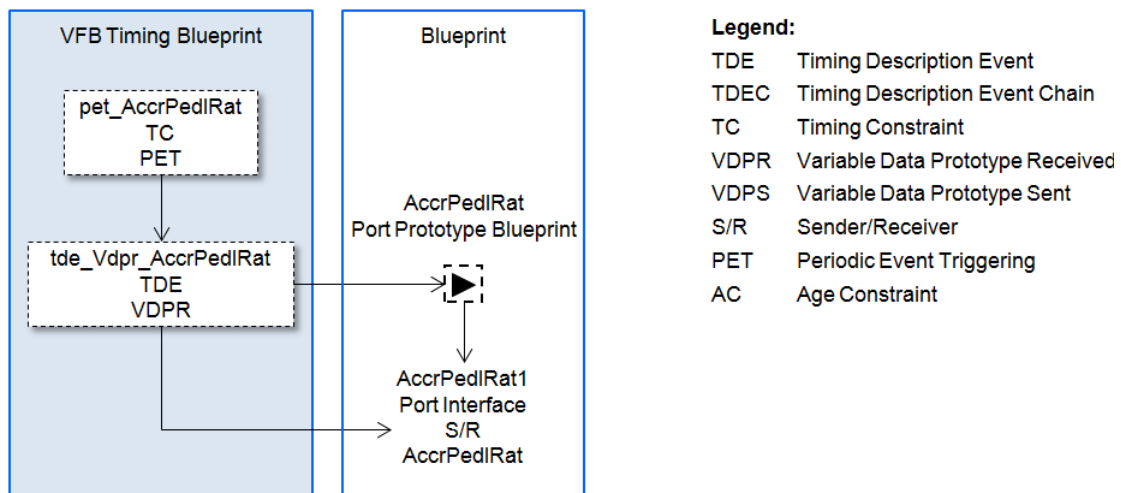 VFB Timing Blueprint
pet_AccrPedlRat
TC
PET
tde_Vdpr_AccrPedlRat
TDE
VDPR
Blueprint
AccrPedlRat
Port Prototype Blueprint
AccrPedlRat1
Port Interface
S/R
AccrPedlRat
Legend:
TDE Timing Description Event
TDEC Timing Description Event Chain
TC Timing Constraint
VDPR Variable Data Prototype Received
VDPS Variable Data Prototype Sent
S/R Sender/Receiver
PET Periodic Event Triggering
AC Age Constraint